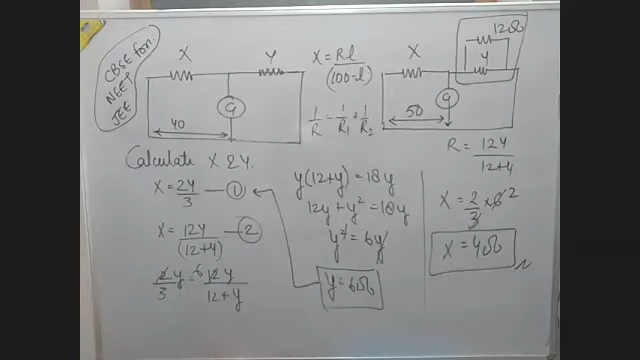 CBSE for
NEET
JEE
X
Y
G
40
X = Rl / (100-l)
1/R = 1/R₁ + 1/R₂
X
12Ω
Y
G
50
R = 12Y / (12+Y)
Calculate X & Y.
X = 2Y/3 — ①
X = 12Y / (12+Y) — ②
2Y/3 = 6 12Y / (12+Y)
y(12+y) = 18y
12y + y² = 18y
y² = 6y
y = 6Ω
X = 2/3 × 6 2
X = 4Ω